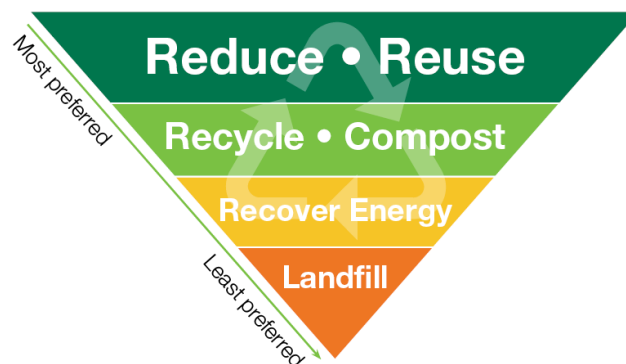 Most preferred
Reduce • Reuse
Recycle • Compost
Recover Energy
Landfill
Least preferred